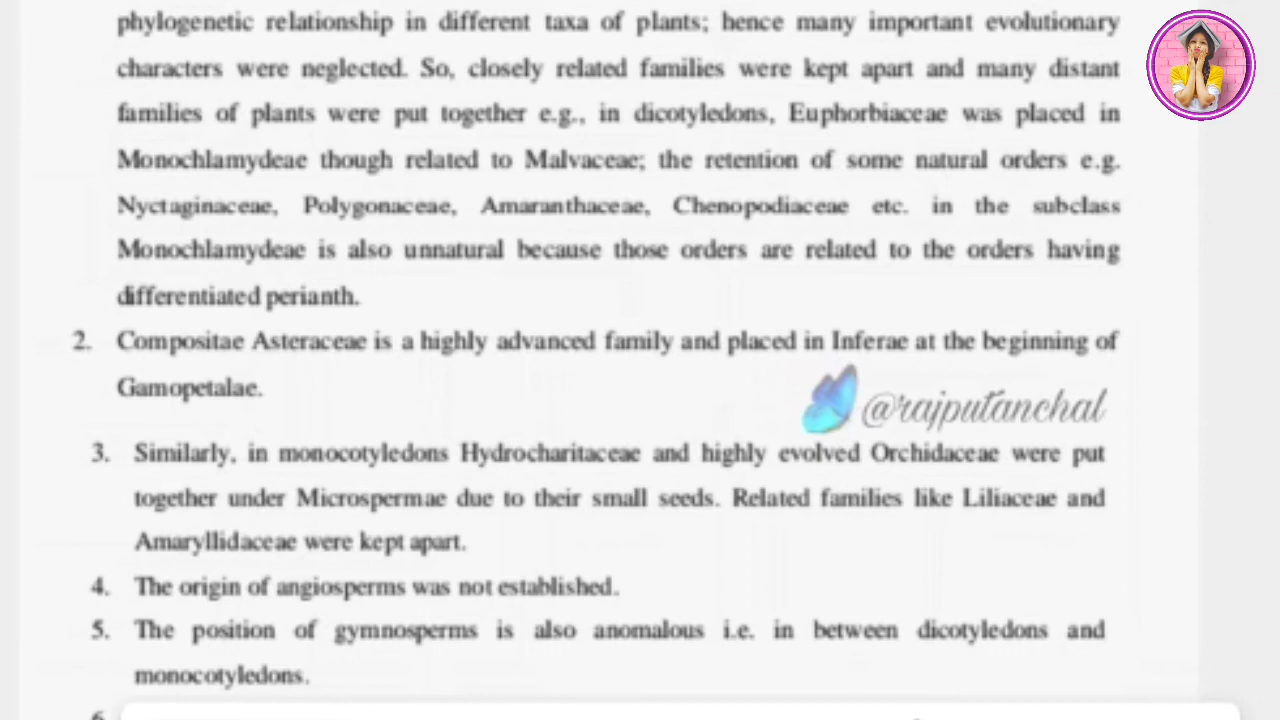 phylogenetic relationship in different taxa of plants; hence many important evolutionary
characters were neglected. So, closely related families were kept apart and many distant
families of plants were put together e.g., in dicotyledons, Euphorbiaceae was placed in
Monochlamydeae though related to Malvaceae; the retention of some natural orders e.g.
Nyctaginaceae, Polygonaceae, Amaranthaceae, Chenopodiaceae etc. in the subclass
Monochlamydeae is also unnatural because those orders are related to the orders having
differentiated perianth.
2. Compositae Asteraceae is a highly advanced family and placed in Inferae at the beginning of
Gamopetalae.
@rajputanchal
3. Similarly, in monocotyledons Hydrocharitaceae and highly evolved Orchidaceae were put
together under Microspermae due to their small seeds. Related families like Liliaceae and
Amaryllidaceae were kept apart.
4. The origin of angiosperms was not established.
5. The position of gymnosperms is also anomalous i.e. in between dicotyledons and
monocotyledons.